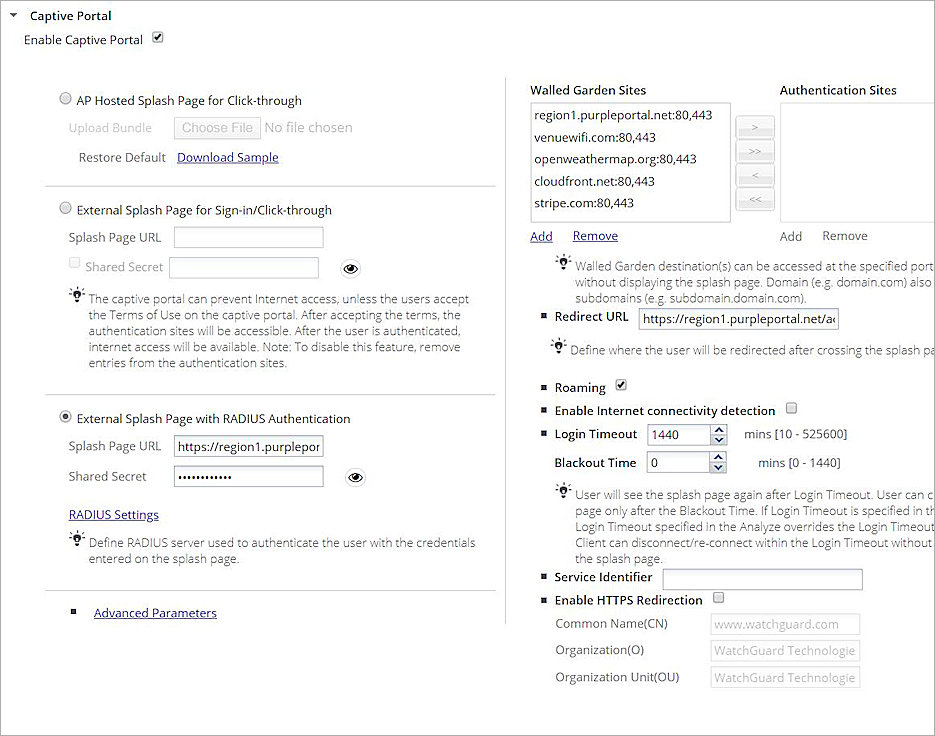 Captive Portal
Enable Captive Portal
AP Hosted Splash Page for Click-through
Upload Bundle Choose File No file chosen
Restore Default Download Sample
External Splash Page for Sign-in/Click-through
Splash Page URL
Shared Secret
The captive portal can prevent Internet access, unless the users accept
the Terms of Use on the captive portal. After accepting the terms, the
authentication sites will be accessible. After the user is authenticated,
internet access will be available. Note: To disable this feature, remove
entries from the authentication sites.
External Splash Page with RADIUS Authentication
Splash Page URL https://region1.purplepor
Shared Secret ••••••••••••
RADIUS Settings
Define RADIUS server used to authenticate the user with the credentials
entered on the splash page.
Advanced Parameters
Walled Garden Sites
region1.purpleportal.net:80,443
venuewifi.com:80,443
openweathermap.org:80,443
cloudfront.net:80,443
stripe.com:80,443
>
>>
<
<<
Add Remove
Authentication Sites
Add Remove
Walled Garden destination(s) can be accessed at the specified port
without displaying the splash page. Domain (e.g. domain.com) also
subdomains (e.g. subdomain.domain.com).
Redirect URL https://region1.purpleportal.net/ac
Define where the user will be redirected after crossing the splash pa
Roaming
Enable Internet connectivity detection
Login Timeout 1440 mins [10 - 525600]
Blackout Time 0 mins [0 - 1440]
User will see the splash page again after Login Timeout. User can c
page only after the Blackout Time. If Login Timeout is specified in the
Login Timeout specified in the Analyze overrides the Login Timeout
Client can disconnect/re-connect within the Login Timeout without
the splash page.
Service Identifier
Enable HTTPS Redirection
Common Name(CN) www.watchguard.com
Organization(O) WatchGuard Technologie
Organization Unit(OU) WatchGuard Technologie